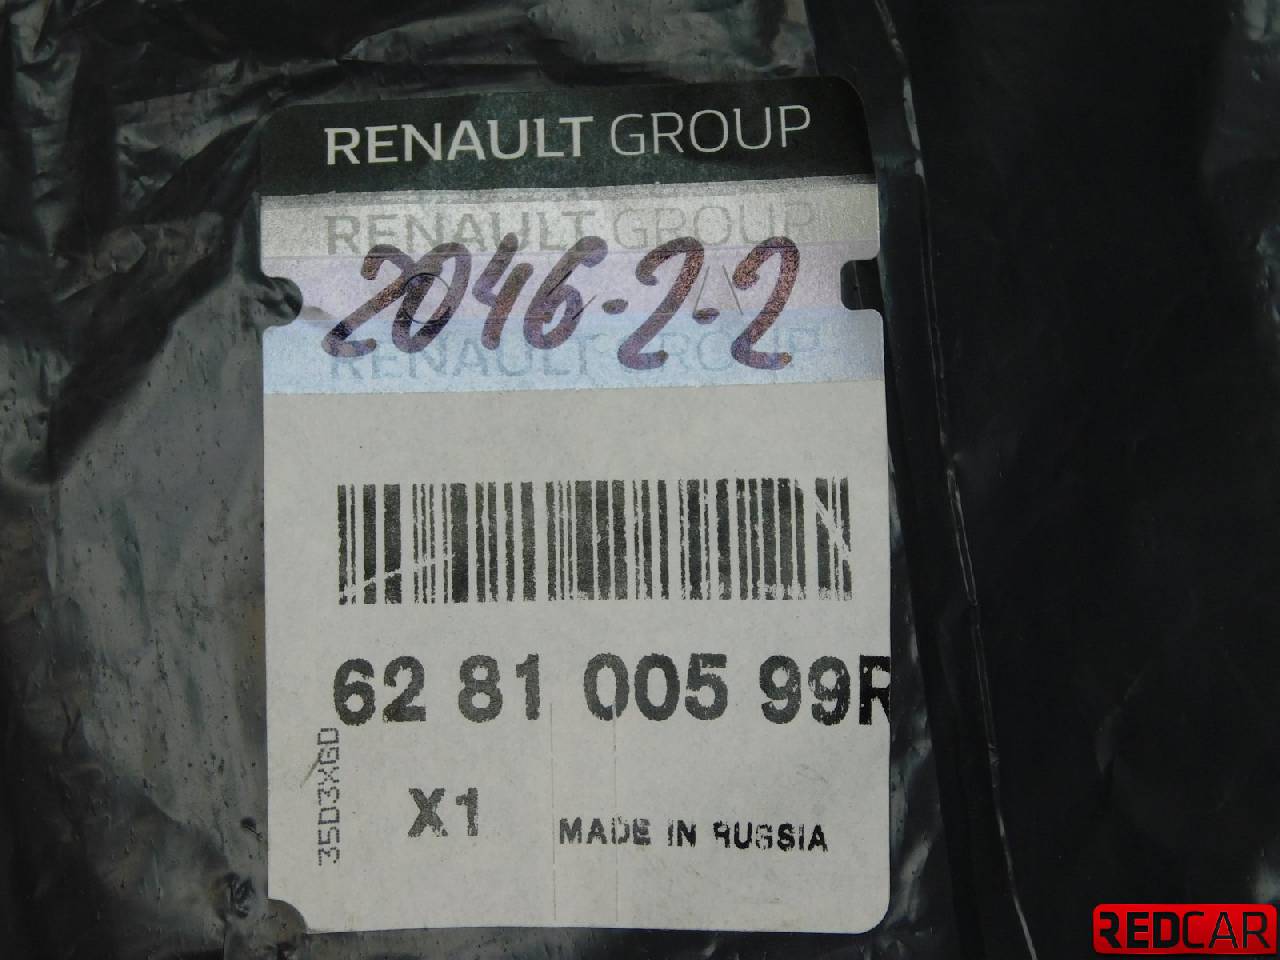 RENAULT GROUP
RENAULT GROUP
2046-2-2
RENAULT GROUP
62 81 005 99R
35D3XGD
X1
MADE IN RUSSIA
REDCAR